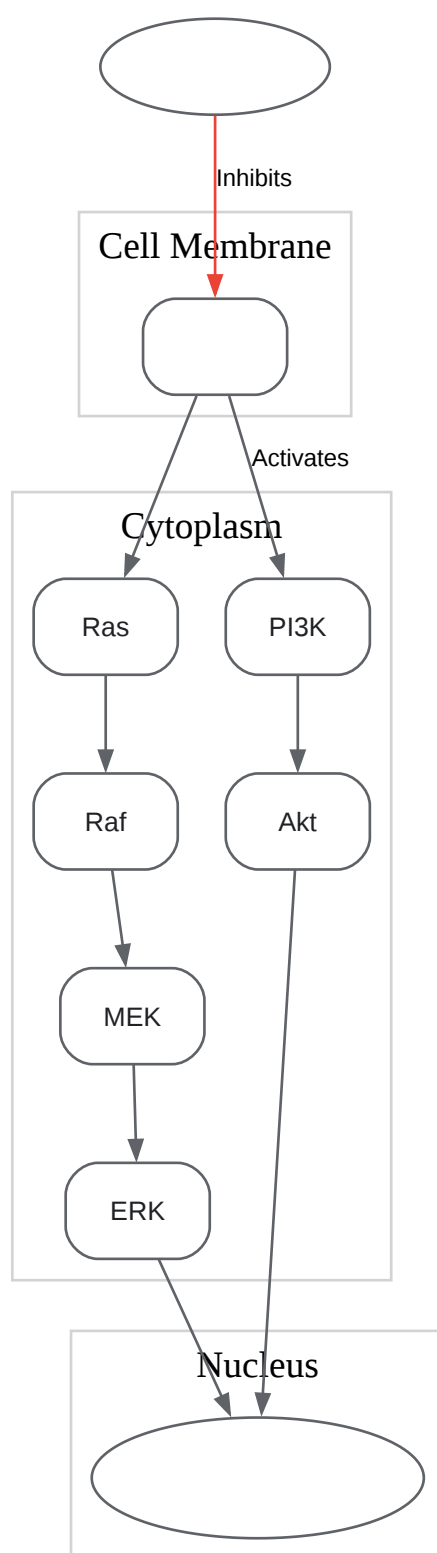 Inhibits
Cell Membrane
Activates
Cytoplasm
Ras
PI3K
Raf
Akt
MEK
ERK
Nucleus